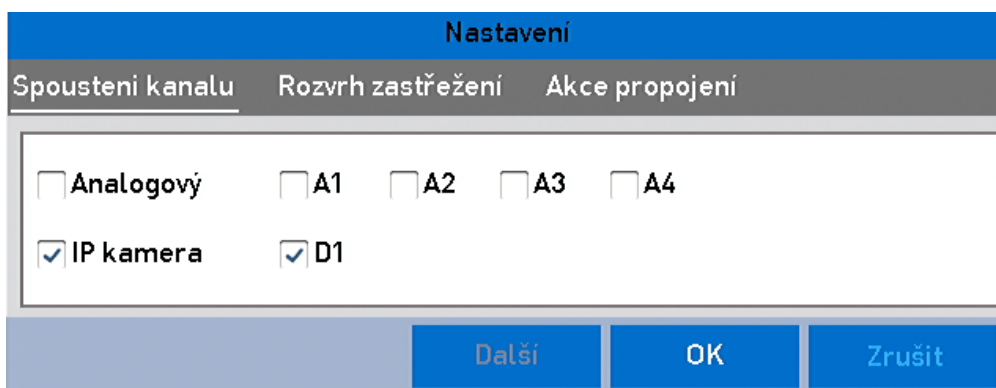 Nastavení
Spousteni kanalu Rozvrh zastřežení Akce propojení
Analogový A1 A2 A3 A4
IP kamera D1
Další OK Zrušit